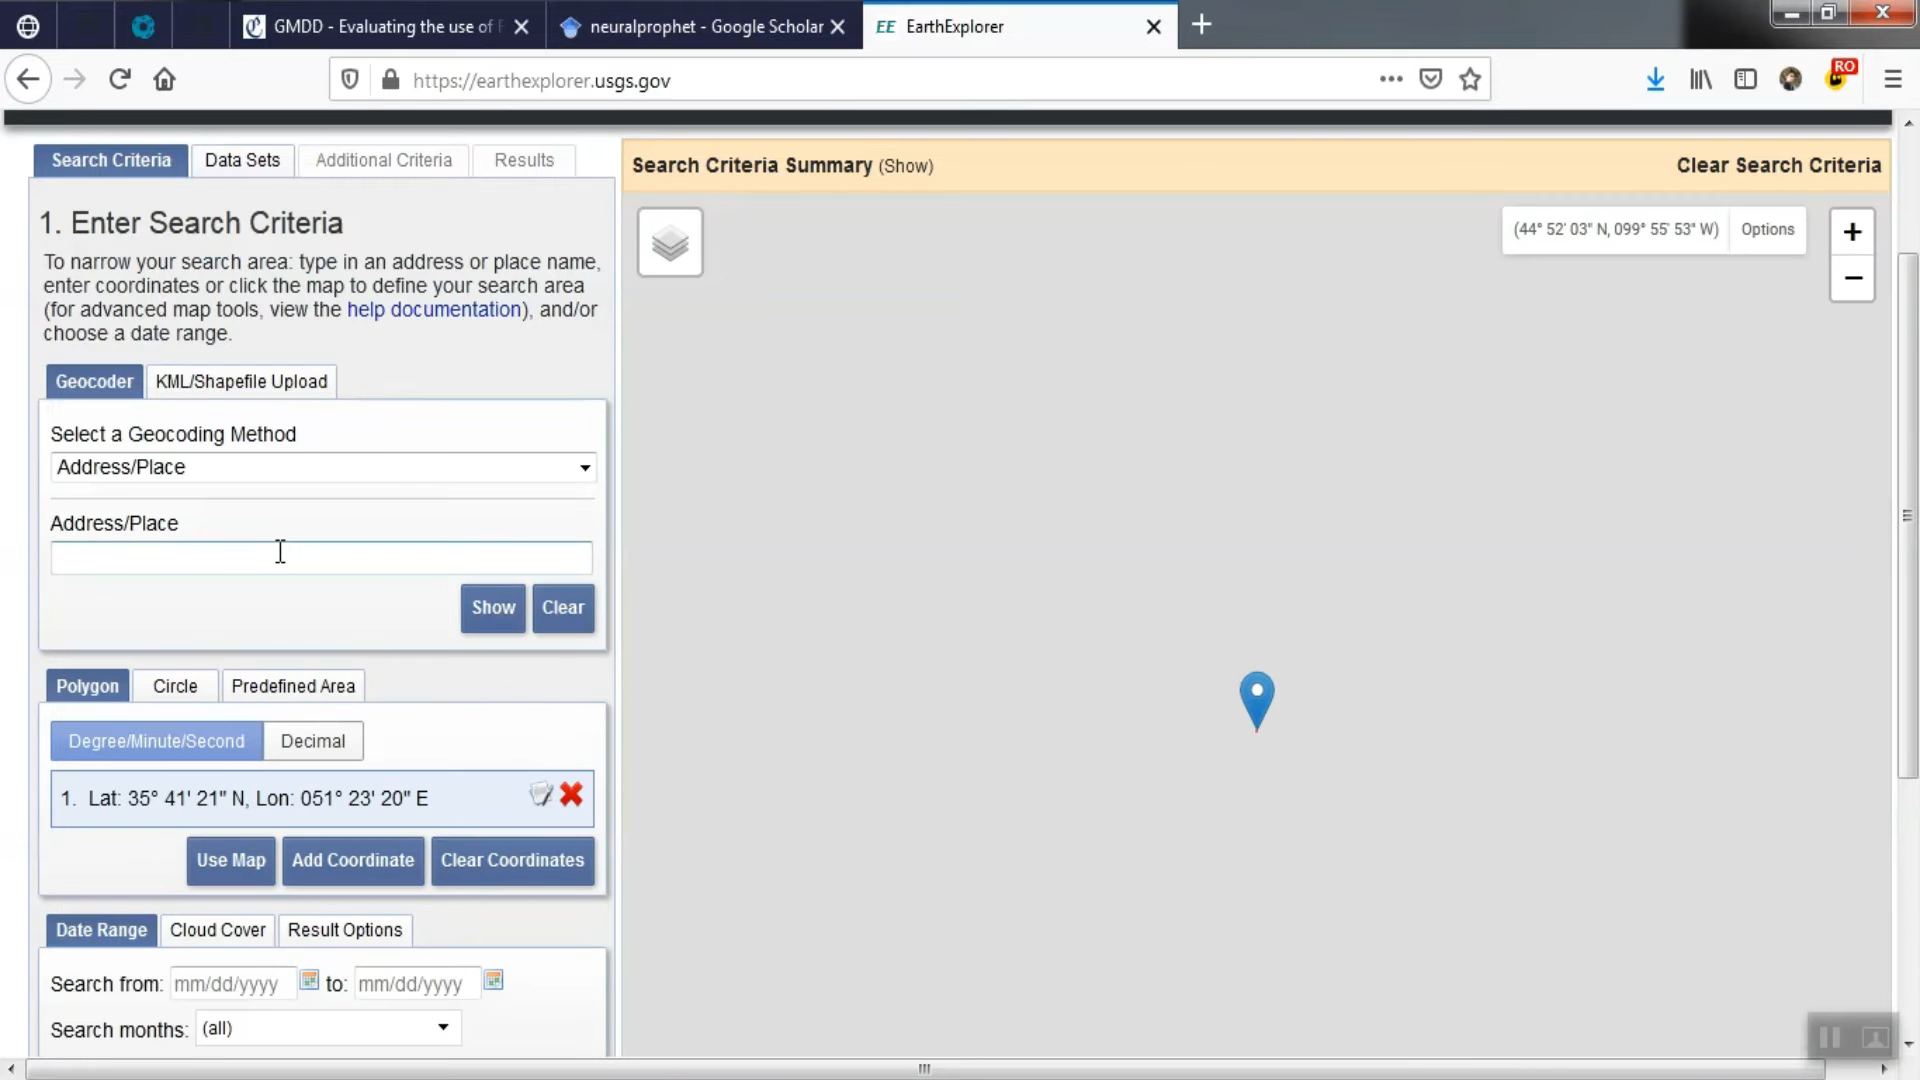 GMDD - Evaluating the use of
neuralprophet - Google Scholar
EE EarthExplorer
https://earthexplorer.usgs.gov
RO
Search Criteria
Data Sets
Additional Criteria
Results
Search Criteria Summary (Show)
Clear Search Criteria
1. Enter Search Criteria
To narrow your search area: type in an address or place name,
enter coordinates or click the map to define your search area
(for advanced map tools, view the help documentation), and/or
choose a date range.
(44° 52' 03" N, 099° 55' 53" W)
Options
+
−
Geocoder
KML/Shapefile Upload
Select a Geocoding Method
Address/Place
Address/Place
Show
Clear
Polygon
Circle
Predefined Area
Degree/Minute/Second
Decimal
1. Lat: 35° 41' 21" N, Lon: 051° 23' 20" E
Use Map
Add Coordinate
Clear Coordinates
Date Range
Cloud Cover
Result Options
Search from: mm/dd/yyyy to: mm/dd/yyyy
Search months: (all)